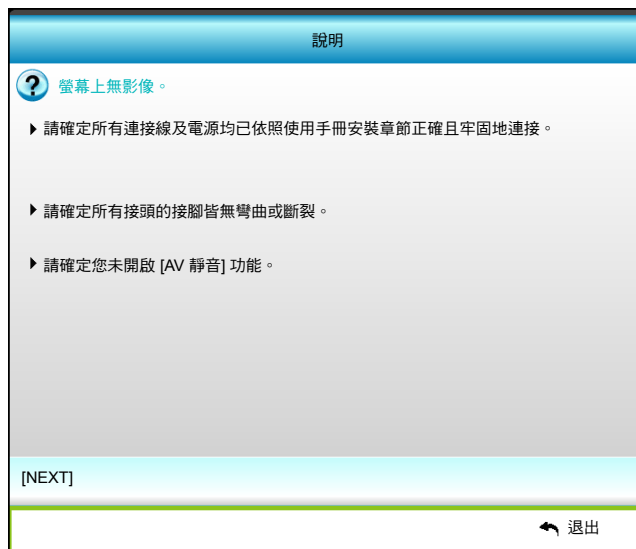 說明
? 螢幕上無影像。
請確定所有連接線及電源均已依照使用手冊安裝章節正確且牢固地連接。
請確定所有接頭的接腳皆無彎曲或斷裂。
請確定您未開啟 [AV 靜音] 功能。
[NEXT]
退出